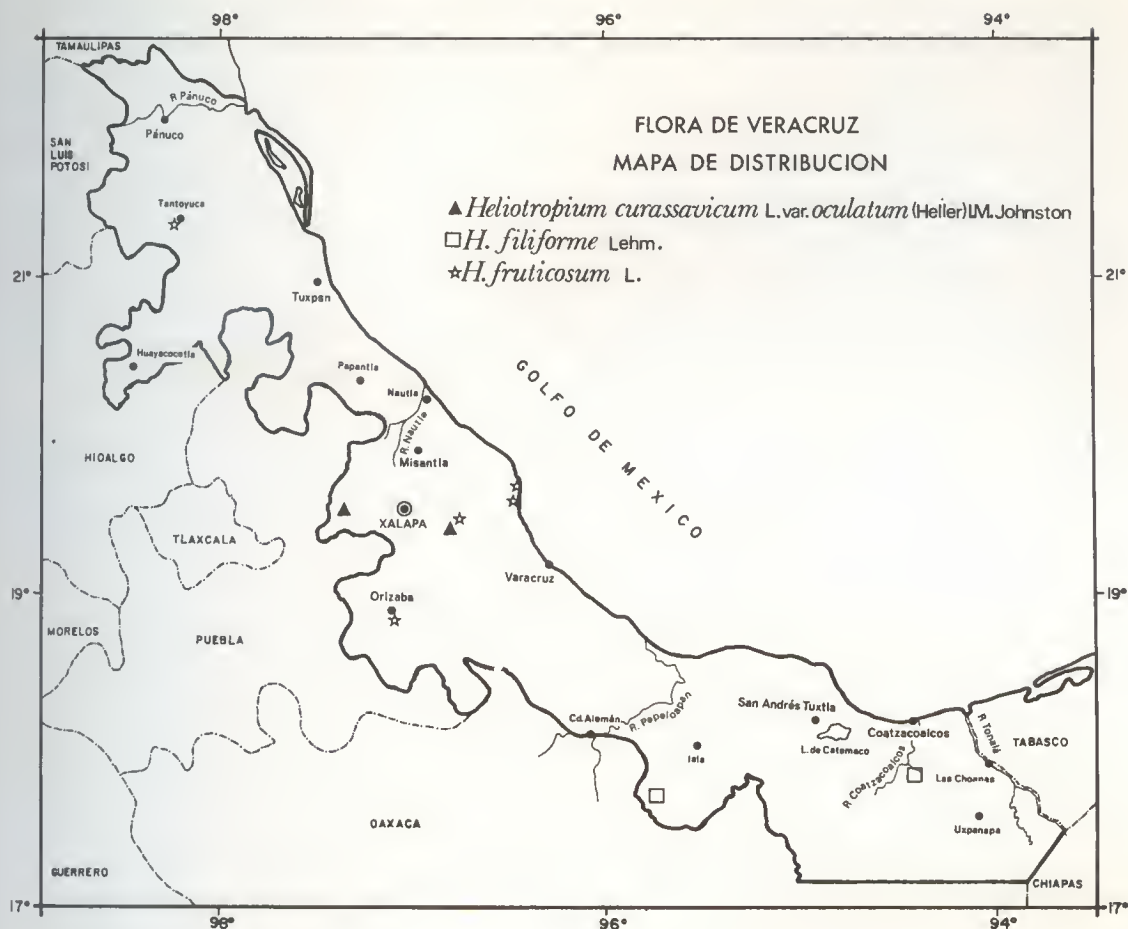 98° 96° 94°
TAMAULIPAS
R. Pánuco
Pánuco
SAN
LUIS
POTOSI
FLORA DE VERACRUZ
MAPA DE DISTRIBUCION
▲ Heliotropium curassavicum L. var. oculatum (Heller) I.M. Johnston
□ H. filiforme Lehm.
☆ H. fruticosum L.
Tantoyuca
21° 21°
Tuxpan
Huayacocotla
Papantla
Nautla
R. Nautla
Misantla
GOLFO DE MEXICO
HIDALGO
XALAPA
TLAXCALA
Varacruz
19° 19°
Orizaba
MORELOS
PUEBLA
San Andrés Tuxtla
Cd. Alemán
R. Papaloapan
Coatzacoalcos
R. Tonalá
TABASCO
L. de Catemaco
Isla
R. Coatzacoalcos
Las Choapas
Uxpanapa
OAXACA
GUERRERO
CHIAPAS
17° 17°
98° 96° 94°